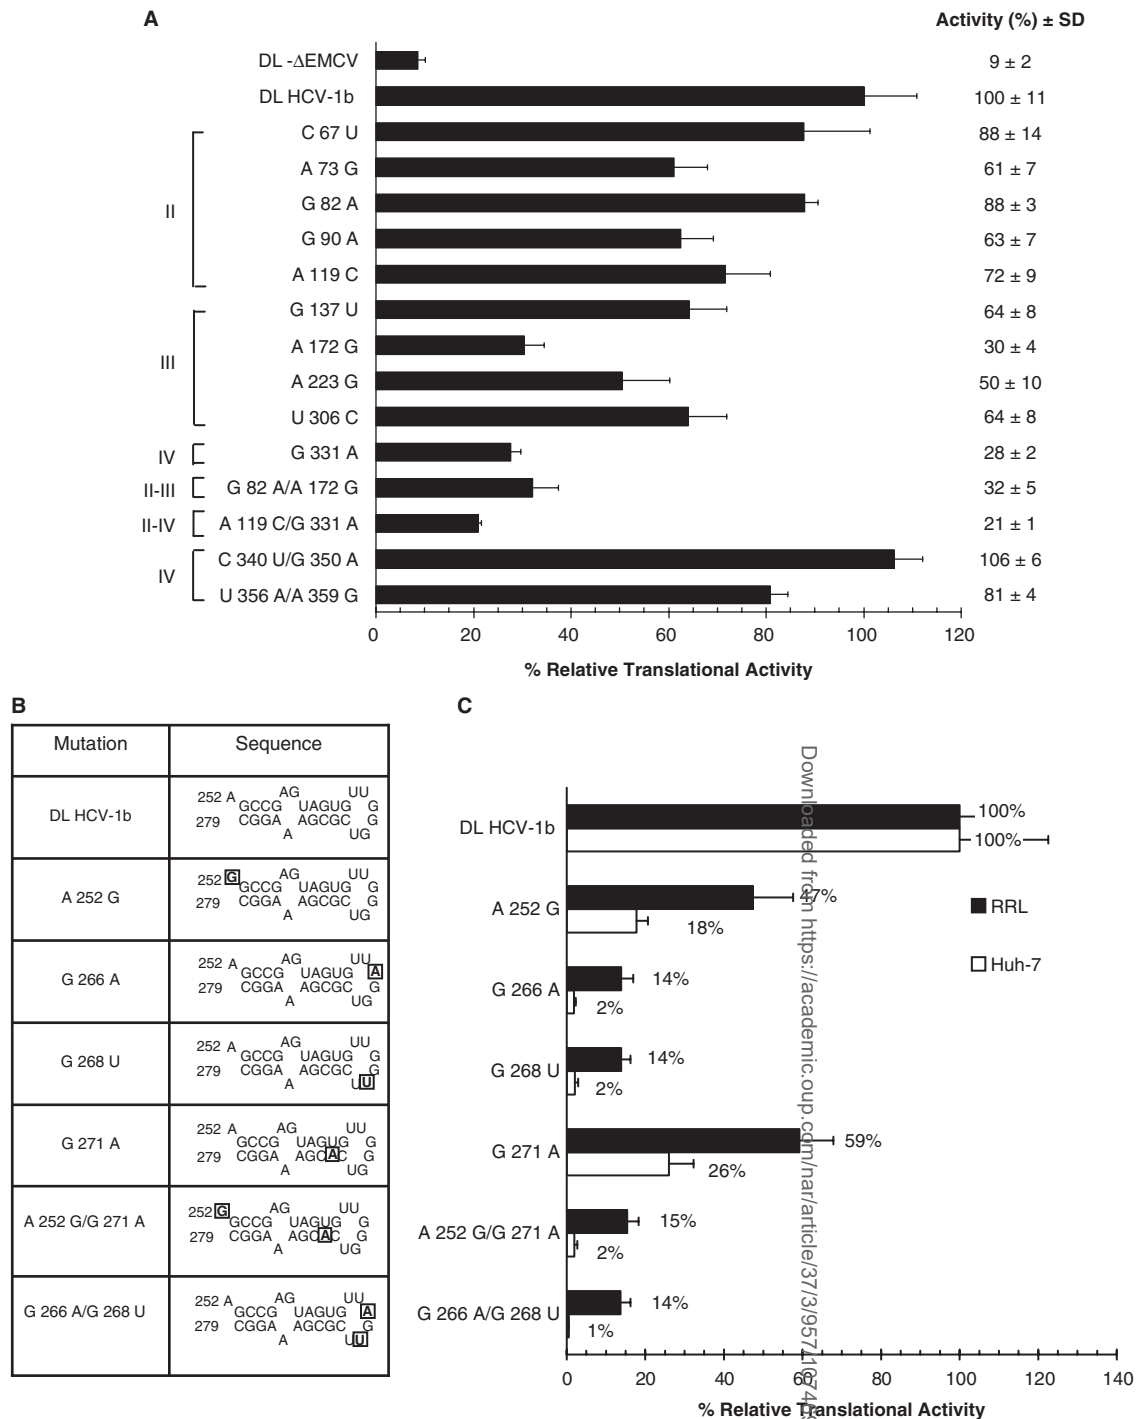 A
Activity (%) ± SD
DL -ΔEMCV 9 ± 2
DL HCV-1b 100 ± 11
II
C 67 U 88 ± 14
A 73 G 61 ± 7
G 82 A 88 ± 3
G 90 A 63 ± 7
A 119 C 72 ± 9
III
G 137 U 64 ± 8
A 172 G 30 ± 4
A 223 G 50 ± 10
U 306 C 64 ± 8
IV G 331 A 28 ± 2
II-III G 82 A/A 172 G 32 ± 5
II-IV A 119 C/G 331 A 21 ± 1
IV
C 340 U/G 350 A 106 ± 6
U 356 A/A 359 G 81 ± 4
0 20 40 60 80 100 120
% Relative Translational Activity
B
Mutation Sequence
DL HCV-1b
252 A AG UU
GCCG UAGUG G
279 CGGA AGCGC G
A UG
A 252 G
252 G AG UU
GCCG UAGUG G
279 CGGA AGCGC G
A UG
G 266 A
252 A AG UU
GCCG UAGUG A
279 CGGA AGCGC G
A UG
G 268 U
252 A AG UU
GCCG UAGUG G
279 CGGA AGCGC G
A UU
G 271 A
252 A AG UU
GCCG UAGUG G
279 CGGA AGCAC G
A UG
A 252 G/G 271 A
252 G AG UU
GCCG UAGUG G
279 CGGA AGCAC G
A UG
G 266 A/G 268 U
252 A AG UU
GCCG UAGUG A
279 CGGA AGCGC G
A UU
C
DL HCV-1b 100%
100%
A 252 G 47%
18%
G 266 A 14%
2%
G 268 U 14%
2%
G 271 A 59%
26%
A 252 G/G 271 A 15%
2%
G 266 A/G 268 U 14%
1%
RRL
Huh-7
0 20 40 60 80 100 120 140
% Relative Translational Activity
Downloaded from https://academic.oup.com/nar/article/37/3/957/